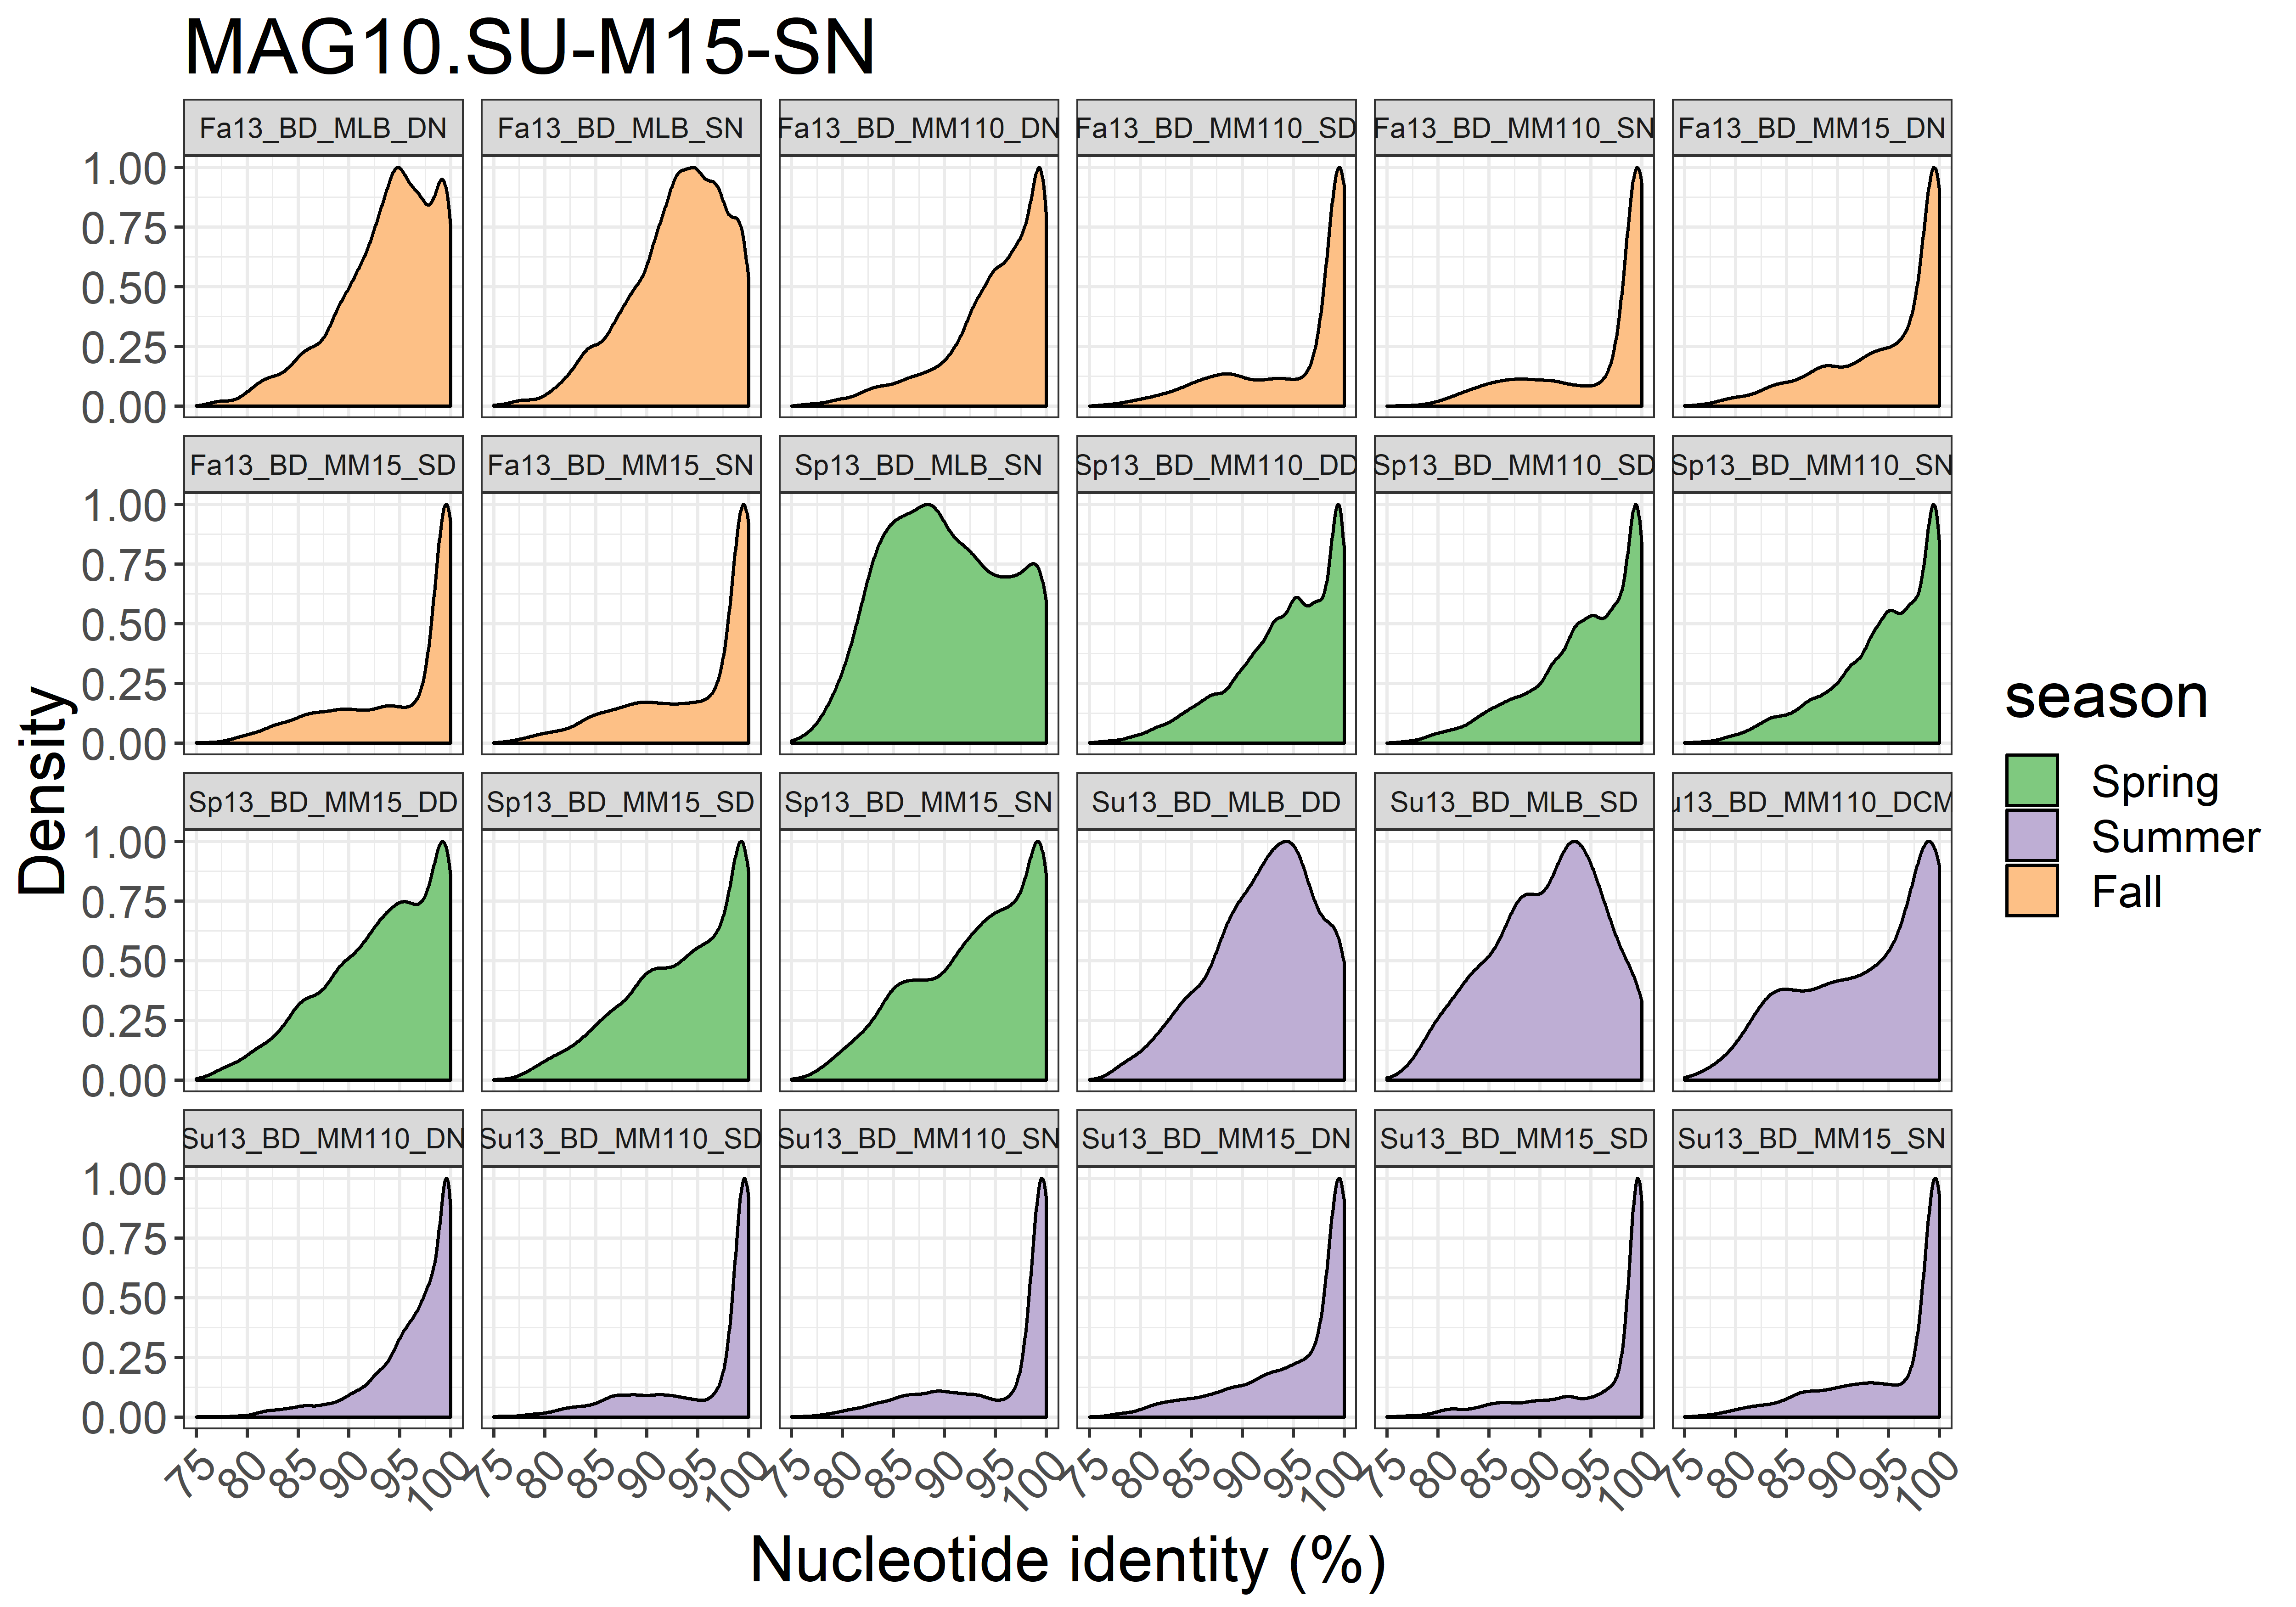 MAG10.SU-M15-SN
Fa13_BD_MLB_DN Fa13_BD_MLB_SN Fa13_BD_MM110_DN Fa13_BD_MM110_SD Fa13_BD_MM110_SN Fa13_BD_MM15_DN
1.00
0.75
0.50
0.25
0.00
Fa13_BD_MM15_SD Fa13_BD_MM15_SN Sp13_BD_MLB_SN Sp13_BD_MM110_DD Sp13_BD_MM110_SD Sp13_BD_MM110_SN
1.00
0.75
0.50
0.25
0.00
Sp13_BD_MM15_DD Sp13_BD_MM15_SD Sp13_BD_MM15_SN Su13_BD_MLB_DD Su13_BD_MLB_SD u13_BD_MM110_DCM
1.00
0.75
0.50
0.25
0.00
Su13_BD_MM110_DN Su13_BD_MM110_SD Su13_BD_MM110_SN Su13_BD_MM15_DN Su13_BD_MM15_SD Su13_BD_MM15_SN
1.00
0.75
0.50
0.25
0.00
75 80 85 90 95 100 75 80 85 90 95 100 75 80 85 90 95 100 75 80 85 90 95 100 75 80 85 90 95 100 75 80 85 90 95 100
Nucleotide identity (%)
Density
season
Spring
Summer
Fall